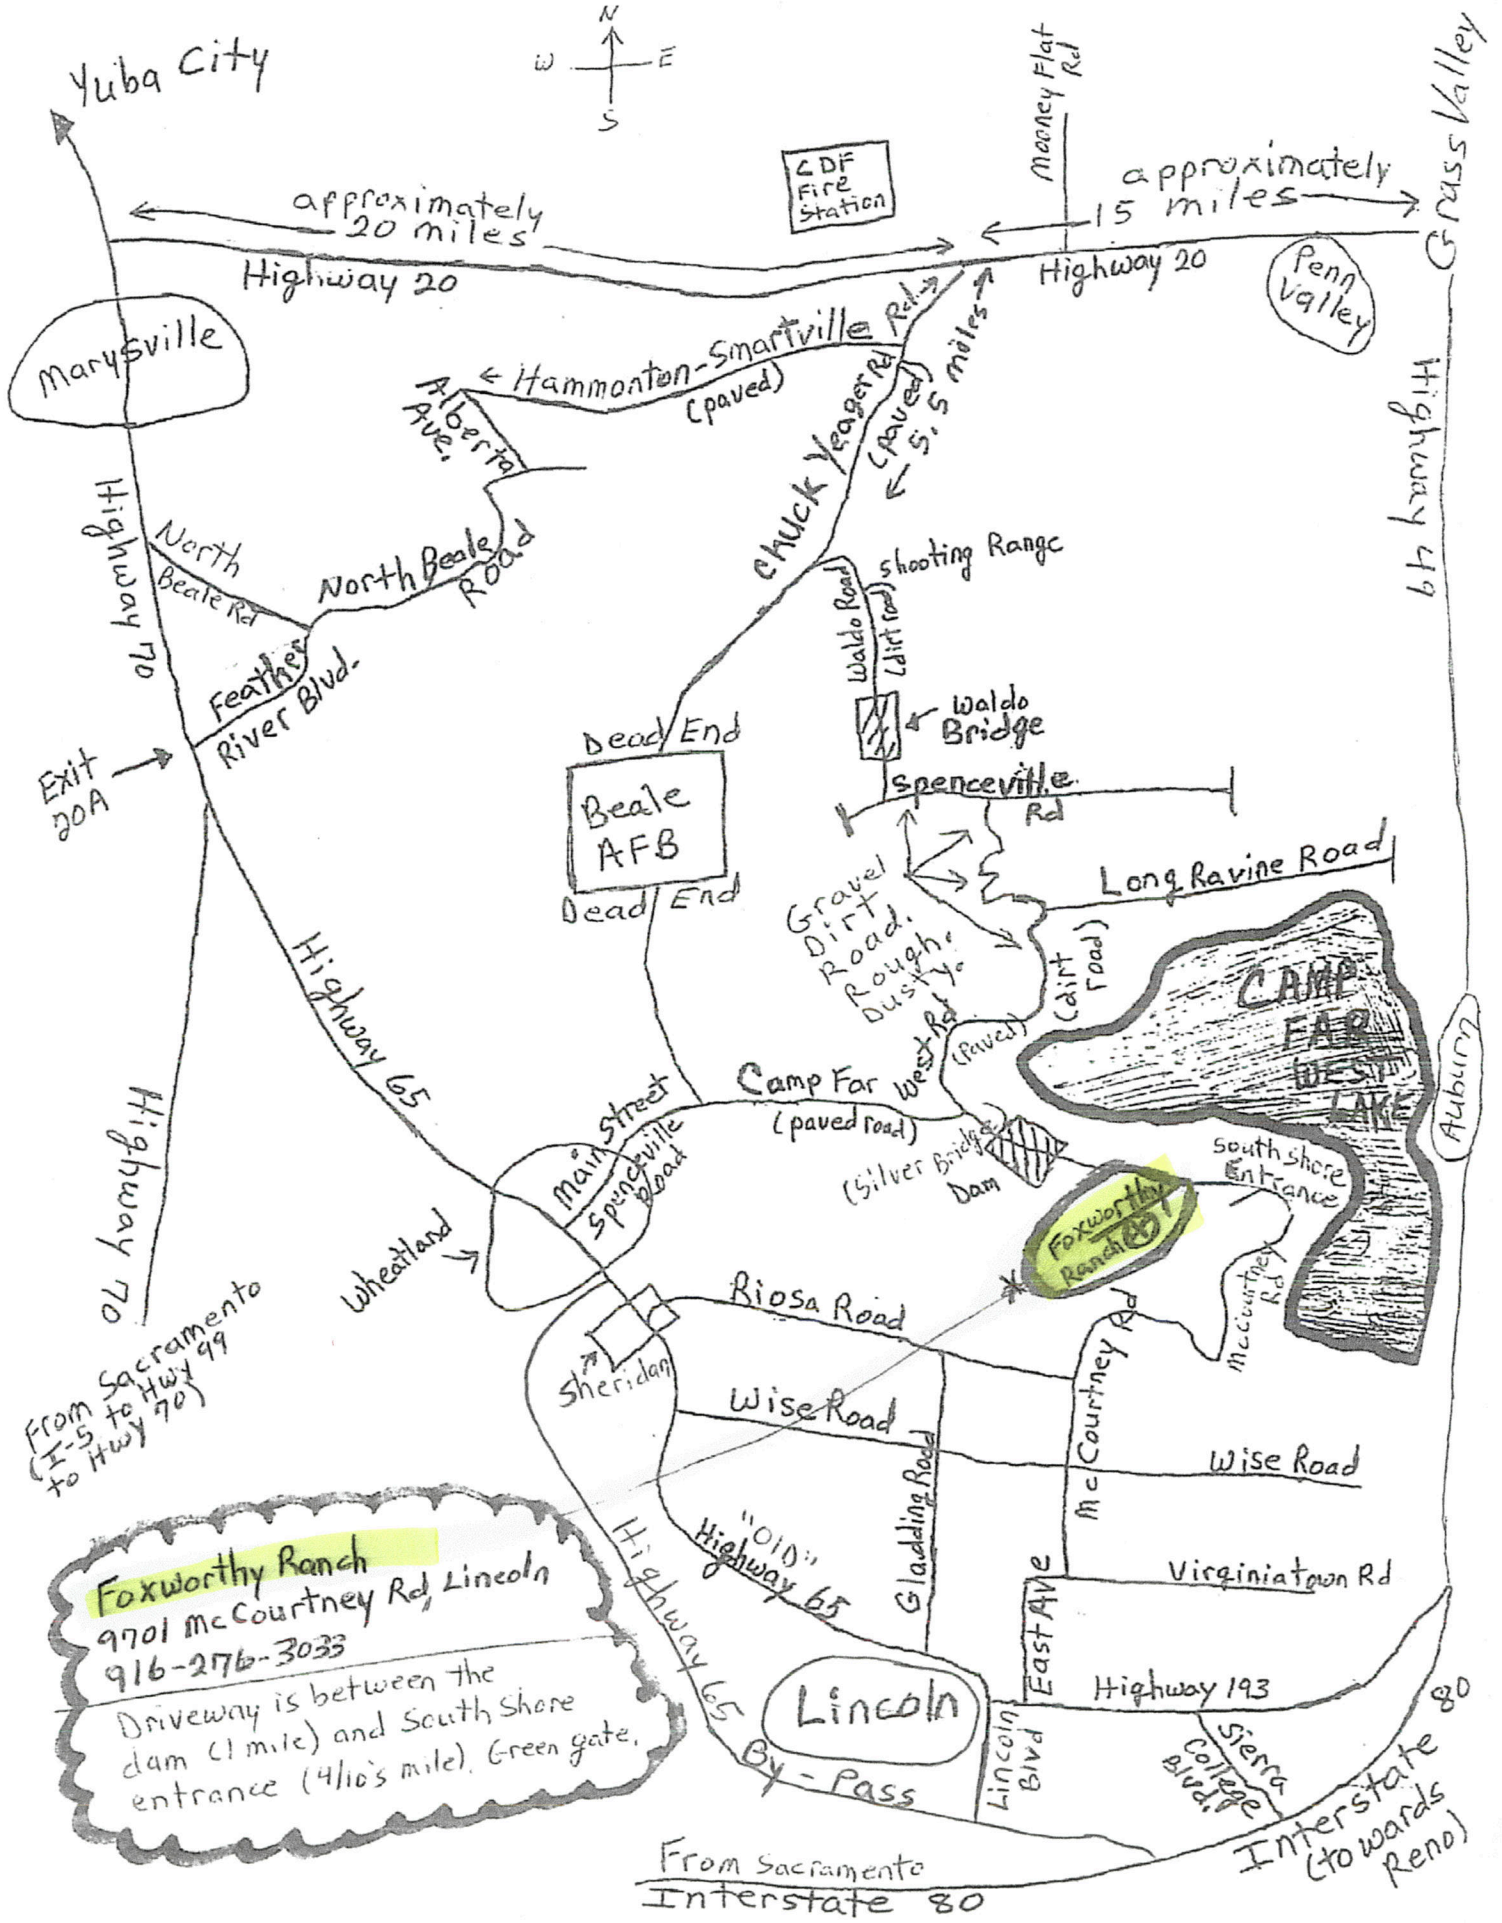 N
W E
S
Yuba City
Mooney Flat
Rd
Grass Valley
CDF
Fire
Station
approximately
20 miles
approximately
15 miles
Highway 20
Highway 20
Penn
Valley
Marysville
Hammonton-Smartville Rd.
(paved)
Chuck Yeager Rd
(paved)
5.5 miles
Alberta
Ave.
Highway 49
Highway 70
North
Beale Rd
North Beale
Road
Feather
River Blvd.
Exit
20A
Shooting Range
Waldo Road
(dirt road)
Waldo
Bridge
Dead End
Beale
AFB
Dead End
Spenceville
Rd
Long Ravine Road
Gravel
Dirt
Road.
Rough.
Dusty.
(dirt
road)
CAMP
FAR
WEST
LAKE
Auburn
Highway 65
Highway 70
Camp Far West Rd
(paved)
(paved road)
(Silver Bridge)
Dam
South Shore
Entrance
Main Street
Spenceville
Road
Wheatland
Foxworthy
Ranch
McCourtney
Rd
Riosa Road
Sheridan
From Sacramento
(I-5 to Hwy 99
to Hwy 70)
McCourtney Rd
Wise Road
Wise Road
Gladding Road
"Old"
Highway 65
Highway 65
By-Pass
Virginiatown Rd
East Ave
Highway 193
Lincoln
Lincoln
Blvd
Sierra
College
Blvd.
Interstate 80
(towards
Reno)
From Sacramento
Interstate 80
Foxworthy Ranch
9701 McCourtney Rd, Lincoln
916-276-3033
Driveway is between the
dam (1 mile) and South Shore
entrance (4/10's mile). Green gate.